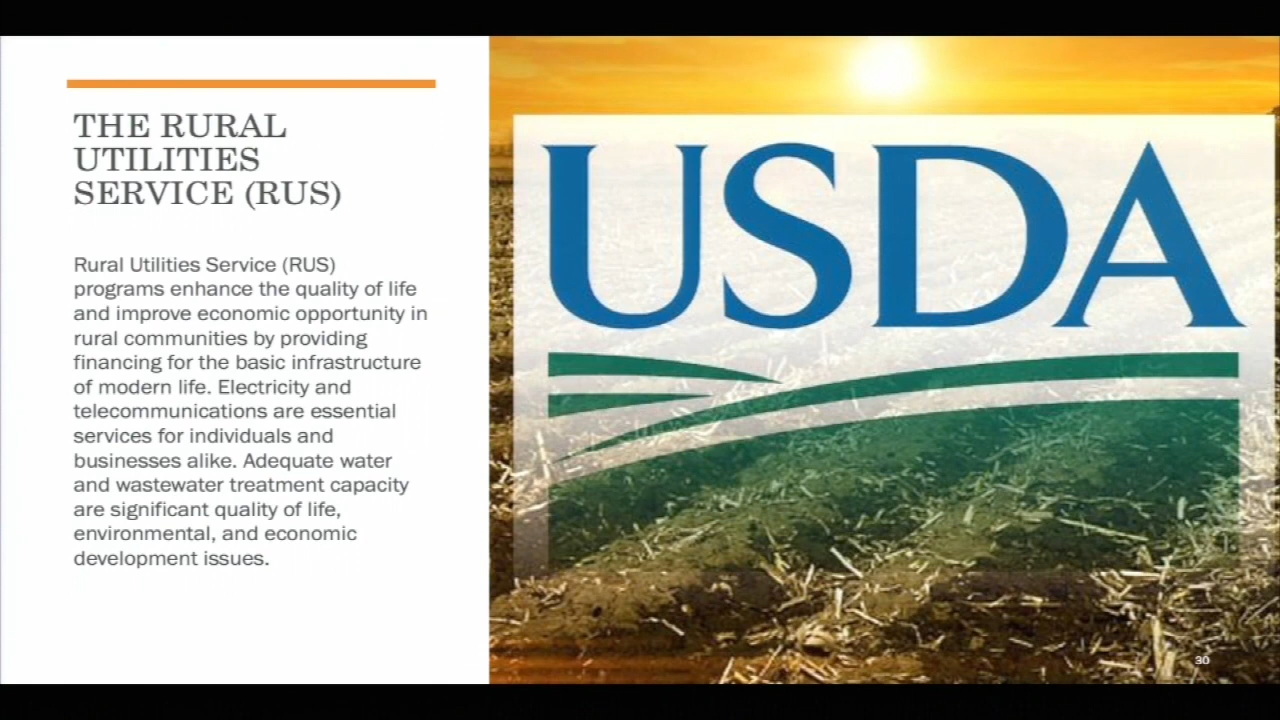 THE RURAL
UTILITIES
SERVICE (RUS)
Rural Utilities Service (RUS)
programs enhance the quality of life
and improve economic opportunity in
rural communities by providing
financing for the basic infrastructure
of modern life. Electricity and
telecommunications are essential
services for individuals and
businesses alike. Adequate water
and wastewater treatment capacity
are significant quality of life,
environmental, and economic
development issues.
USDA
30